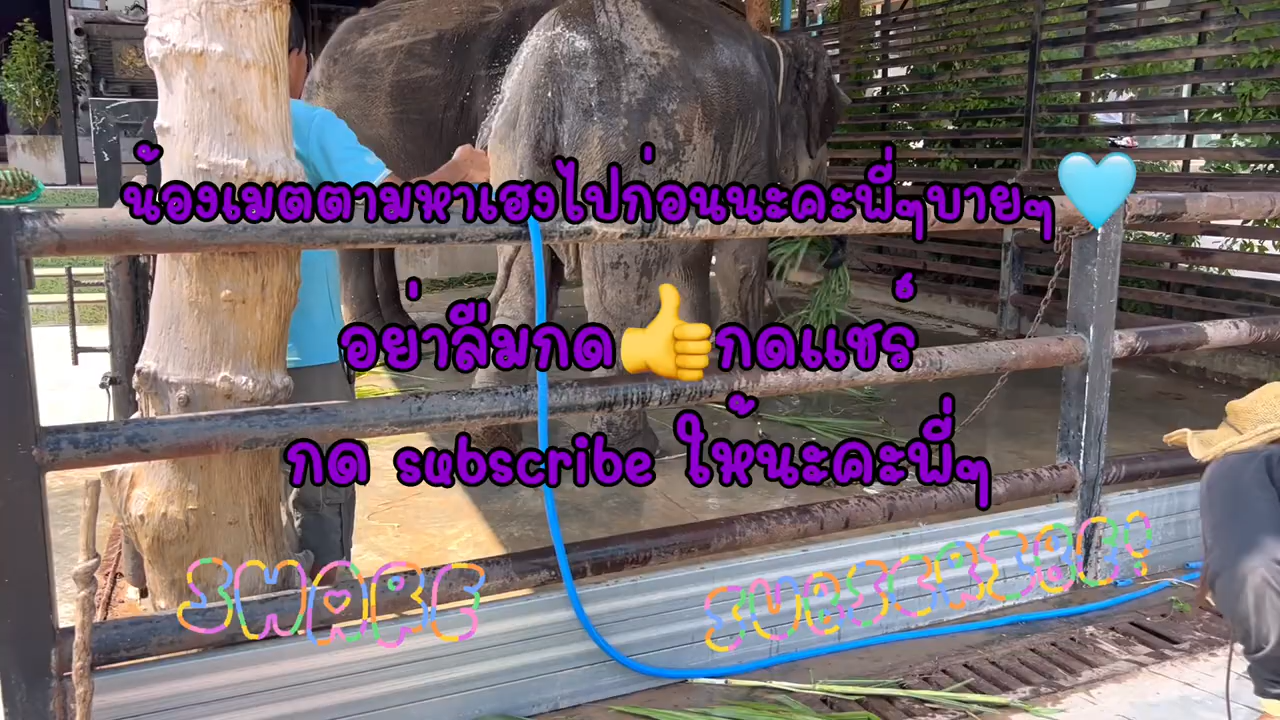 น้องเมตตามหาเฮงไปก่อนนะคะพี่ๆบายๆ🩵
อย่าลืมกด👍กดแชร์
กด subscribe ให้นะคะพี่ๆ
SHARE
SUBSCRIBE